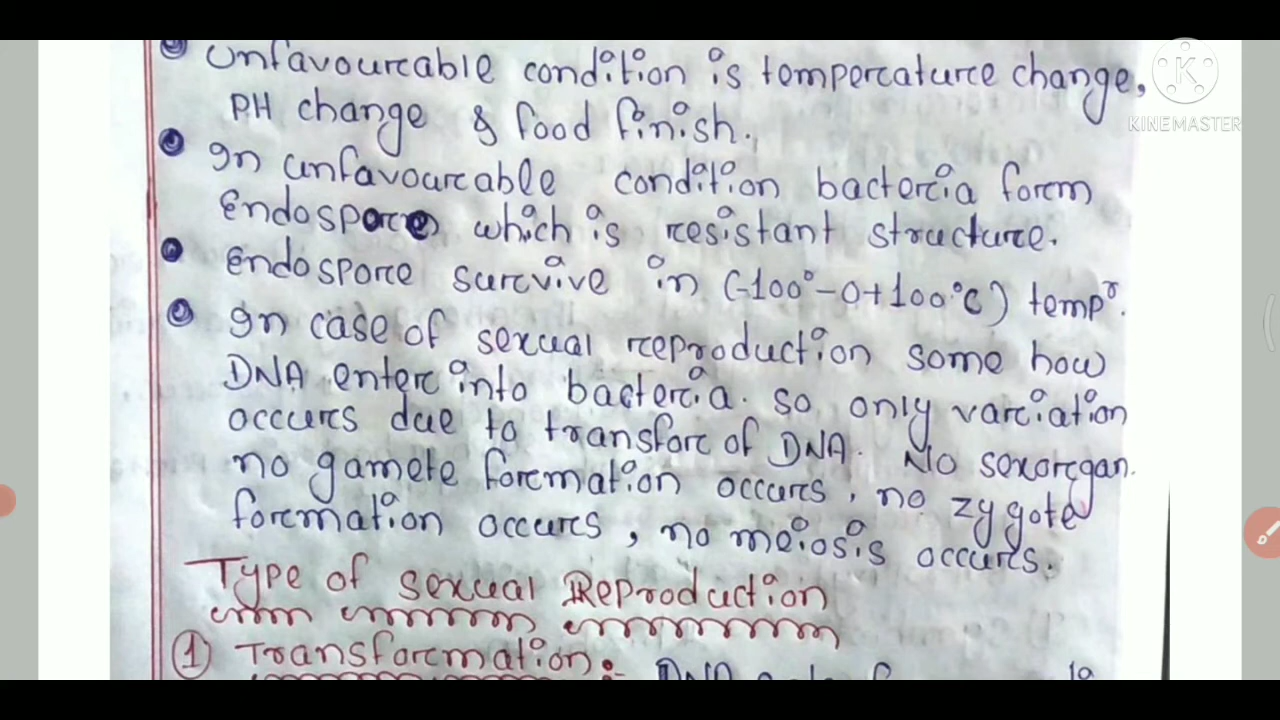 Unfavourable condition is temperature change,
PH change & food finish.
In unfavourable condition bacteria form
Endospore which is resistant structure.
Endospore survive in (-100° - 0 + 100°C) tempr.
In case of sexual reproduction some how
DNA enter into bacteria. so only variation
occurs due to transfor of DNA. No sexorgan.
no gamete formation occurs, no zygote
formation occurs, no meiosis occurs.
Type of sexual Reproduction
① Transformation:-
KINEMASTER